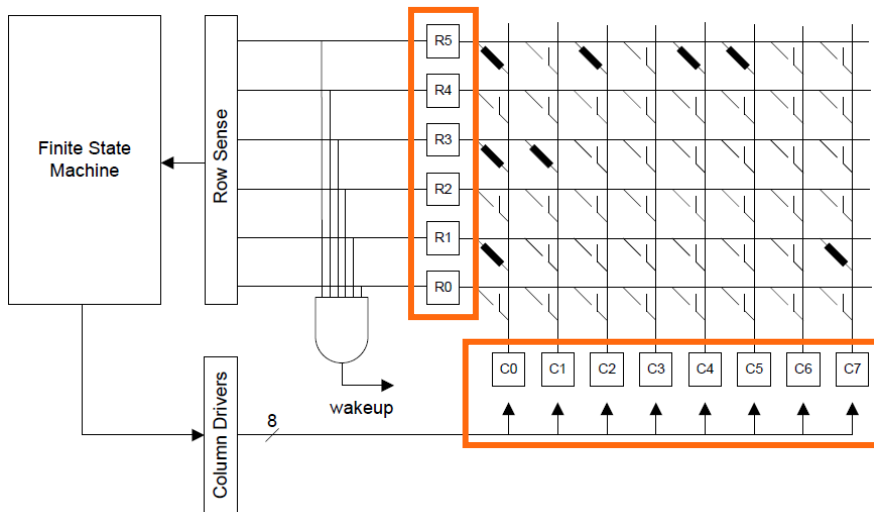 R5
R4
R3
R2
R1
R0
Finite State
Machine
Row Sense
C0 C1 C2 C3 C4 C5 C6 C7
wakeup
8
Column Drivers